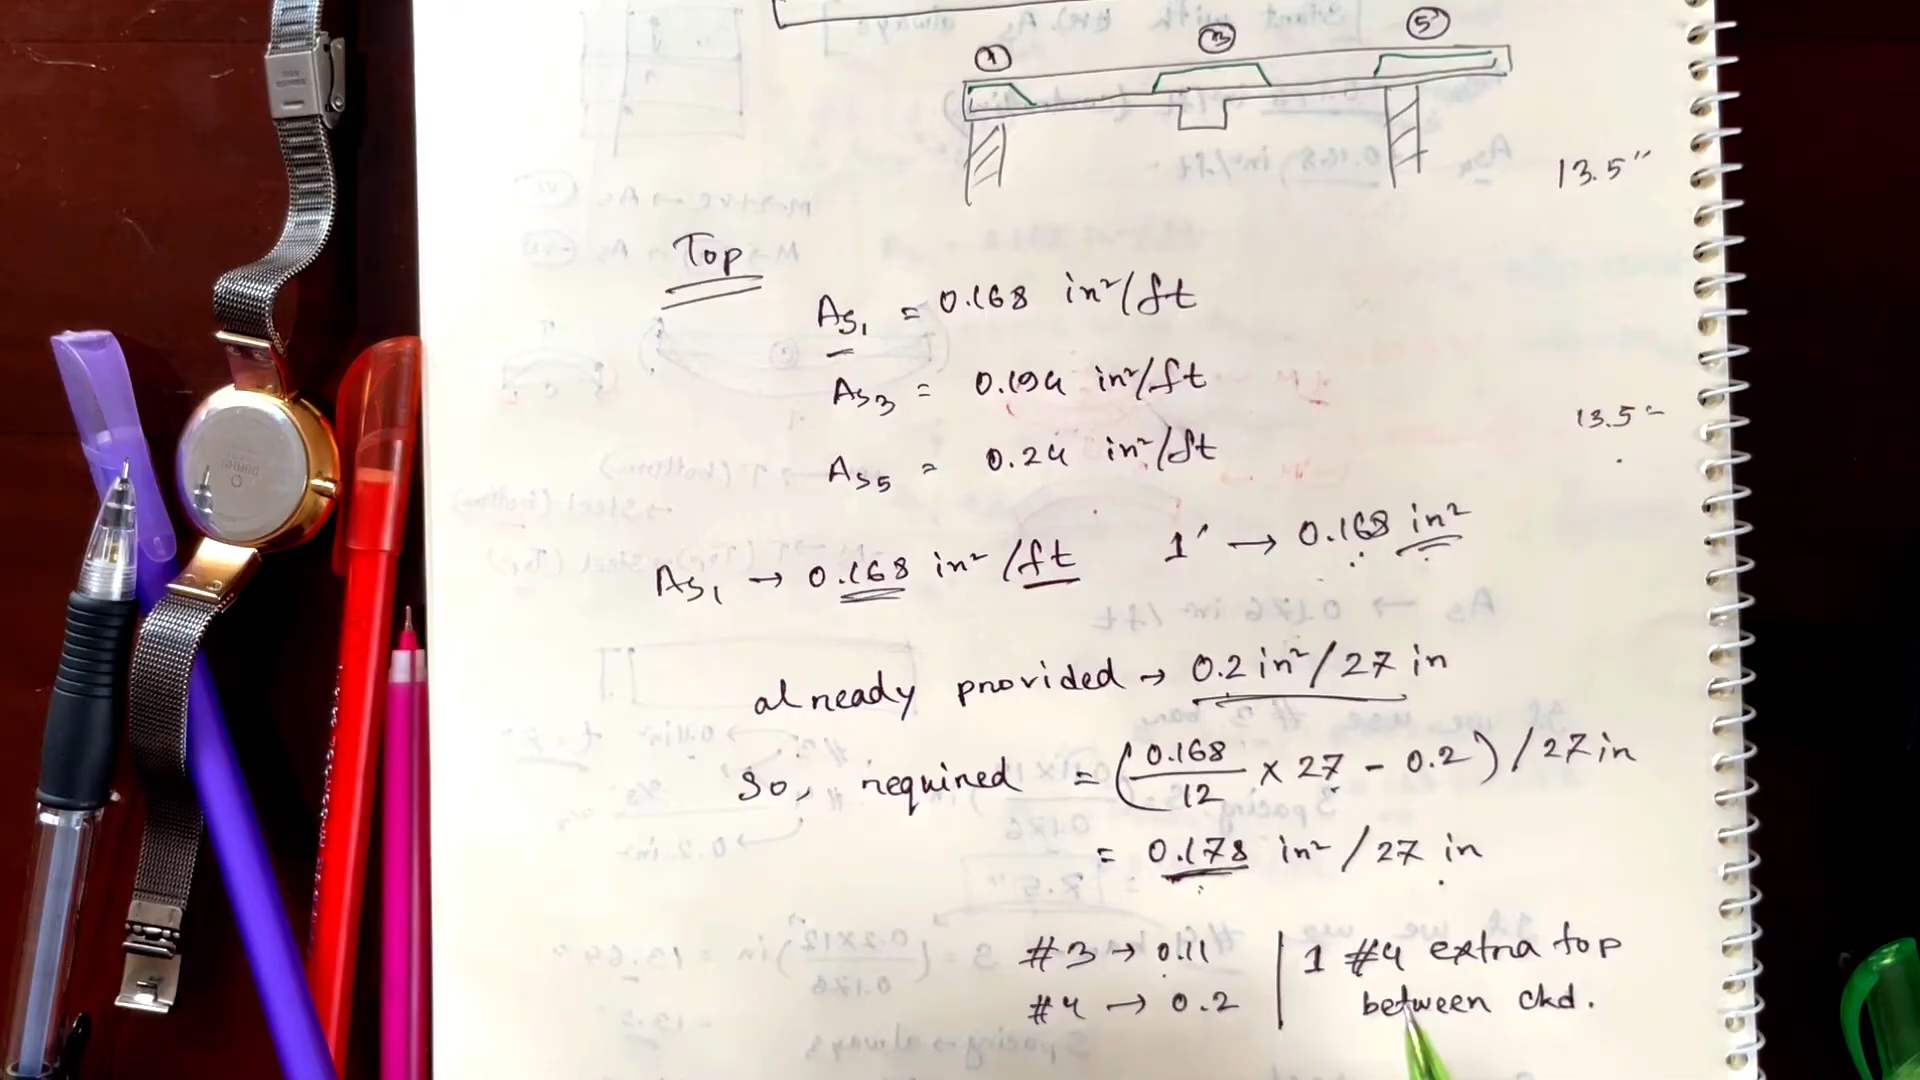 ① ③ ⑤
13.5"
Top
As₁ = 0.168 in²/ft
As₃ = 0.194 in²/ft
13.5"
As₅ = 0.24 in²/ft
As₁ → 0.168 in²/ft 1' → 0.168 in²
already provided → 0.2 in²/27 in
So, required = (0.168/12 × 27 - 0.2)/27 in
= 0.178 in²/27 in
#3 → 0.11 | 1 #4 extra top
#4 → 0.2 | between ckd.